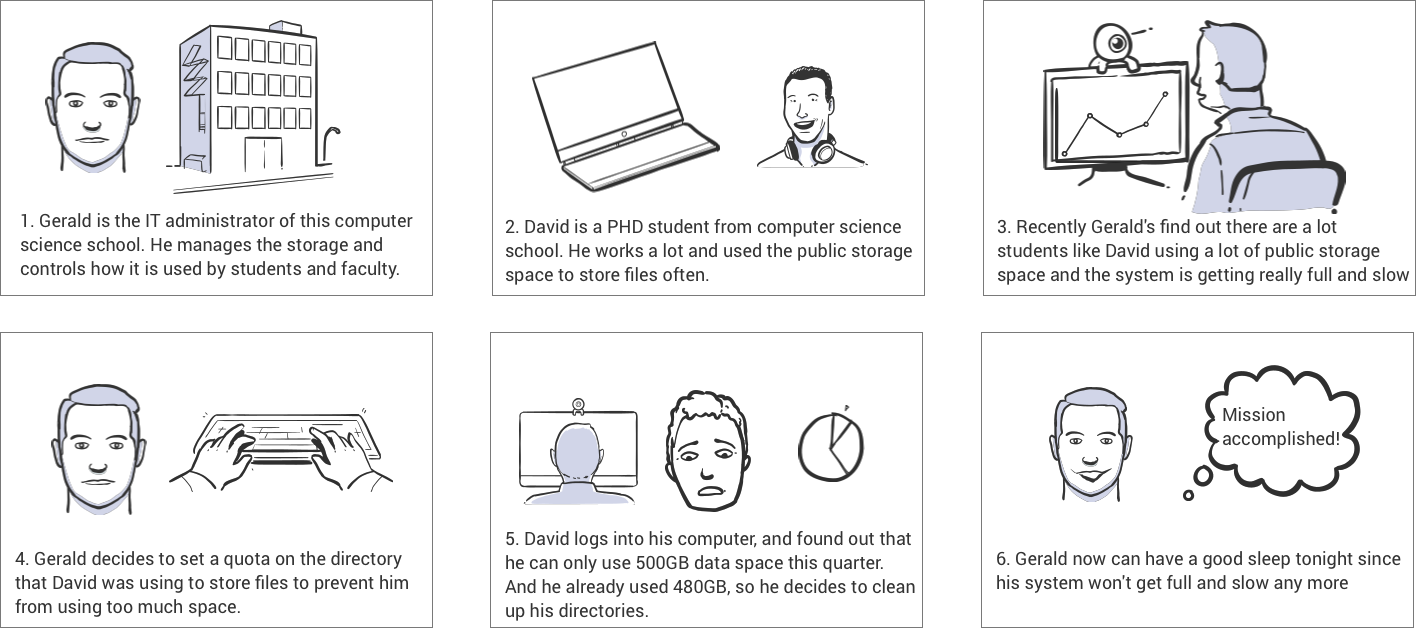 1. Gerald is the IT administrator of this computer
science school. He manages the storage and
controls how it is used by students and faculty.
2. David is a PHD student from computer science
school. He works a lot and used the public storage
space to store files often.
3. Recently Gerald's find out there are a lot
students like David using a lot of public storage
space and the system is getting really full and slow
4. Gerald decides to set a quota on the directory
that David was using to store files to prevent him
from using too much space.
5. David logs into his computer, and found out that
he can only use 500GB data space this quarter.
And he already used 480GB, so he decides to clean
up his directories.
Mission
accomplished!
6. Gerald now can have a good sleep tonight since
his system won't get full and slow any more